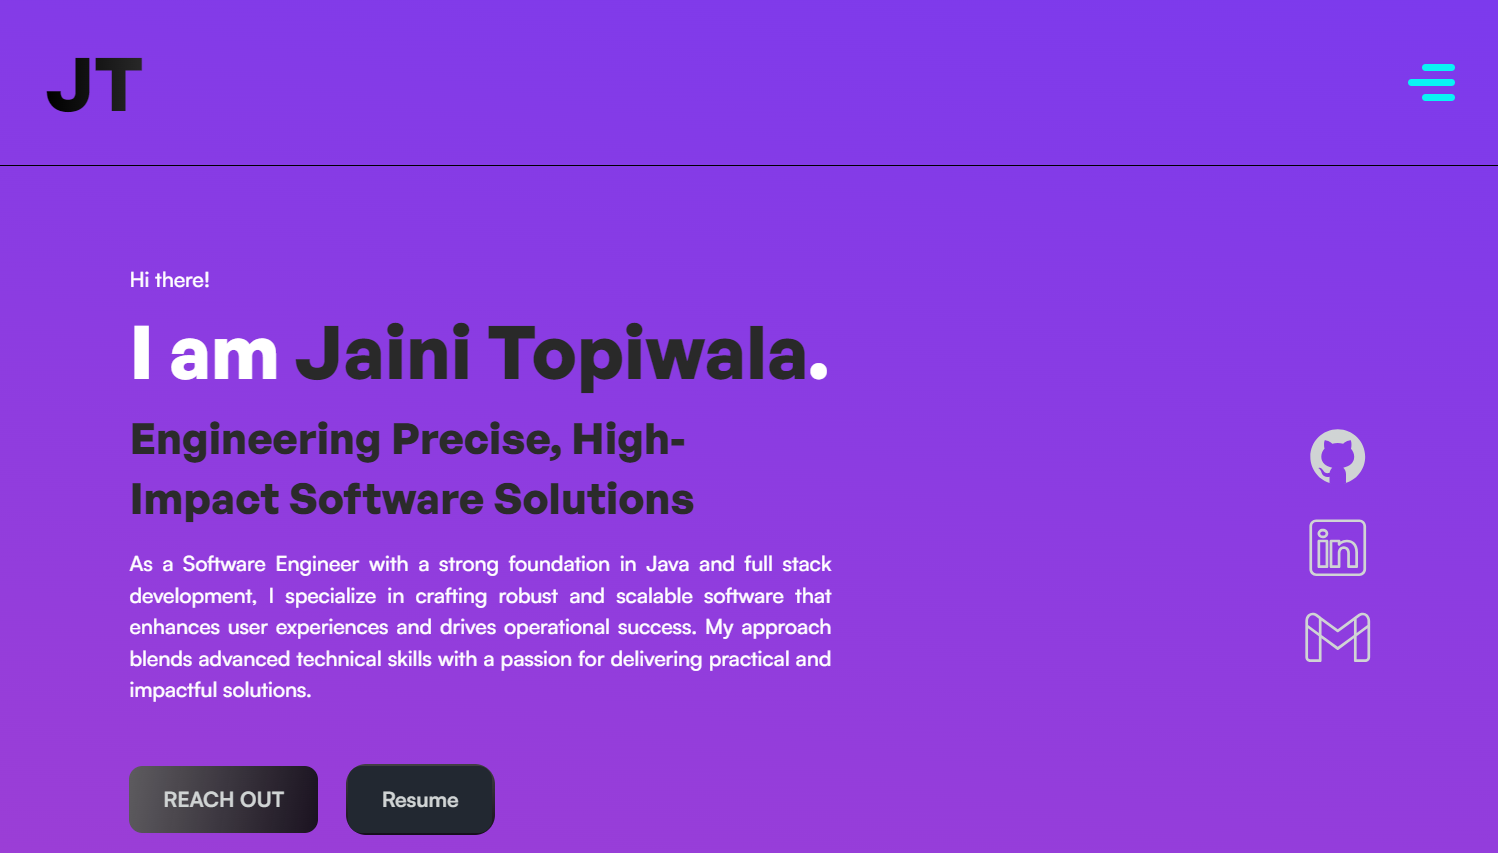 JT
Hi there!
I am Jaini Topiwala.
Engineering Precise, High-
Impact Software Solutions
As a Software Engineer with a strong foundation in Java and full stack
development, I specialize in crafting robust and scalable software that
enhances user experiences and drives operational success. My approach
blends advanced technical skills with a passion for delivering practical and
impactful solutions.
in
REACH OUT
Resume